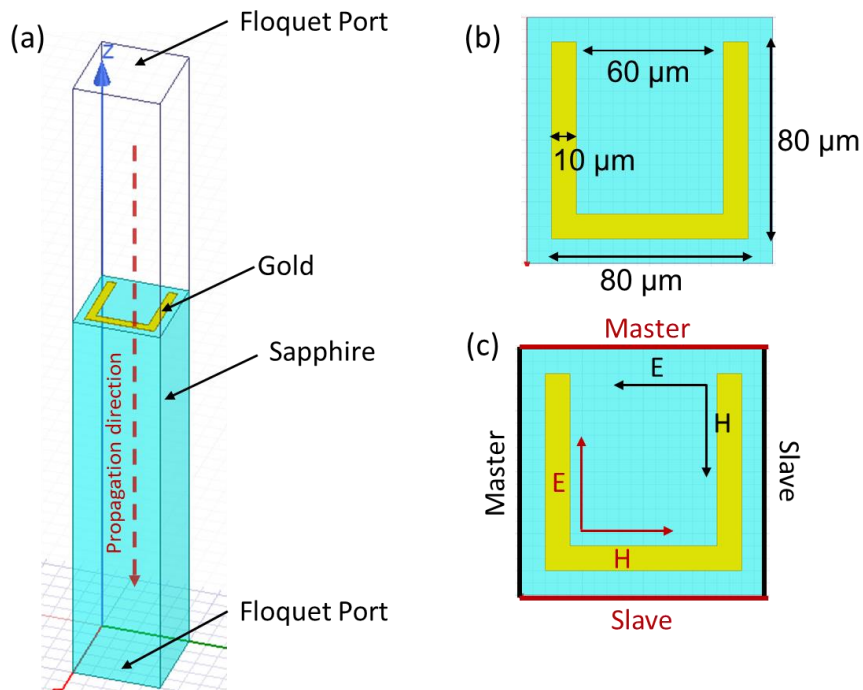 (a)
Floquet Port
Z
Gold
Sapphire
Propagation direction
Floquet Port
(b)
60 µm
10 µm
80 µm
80 µm
(c)
Master
E
H
Master
Slave
E
H
Slave